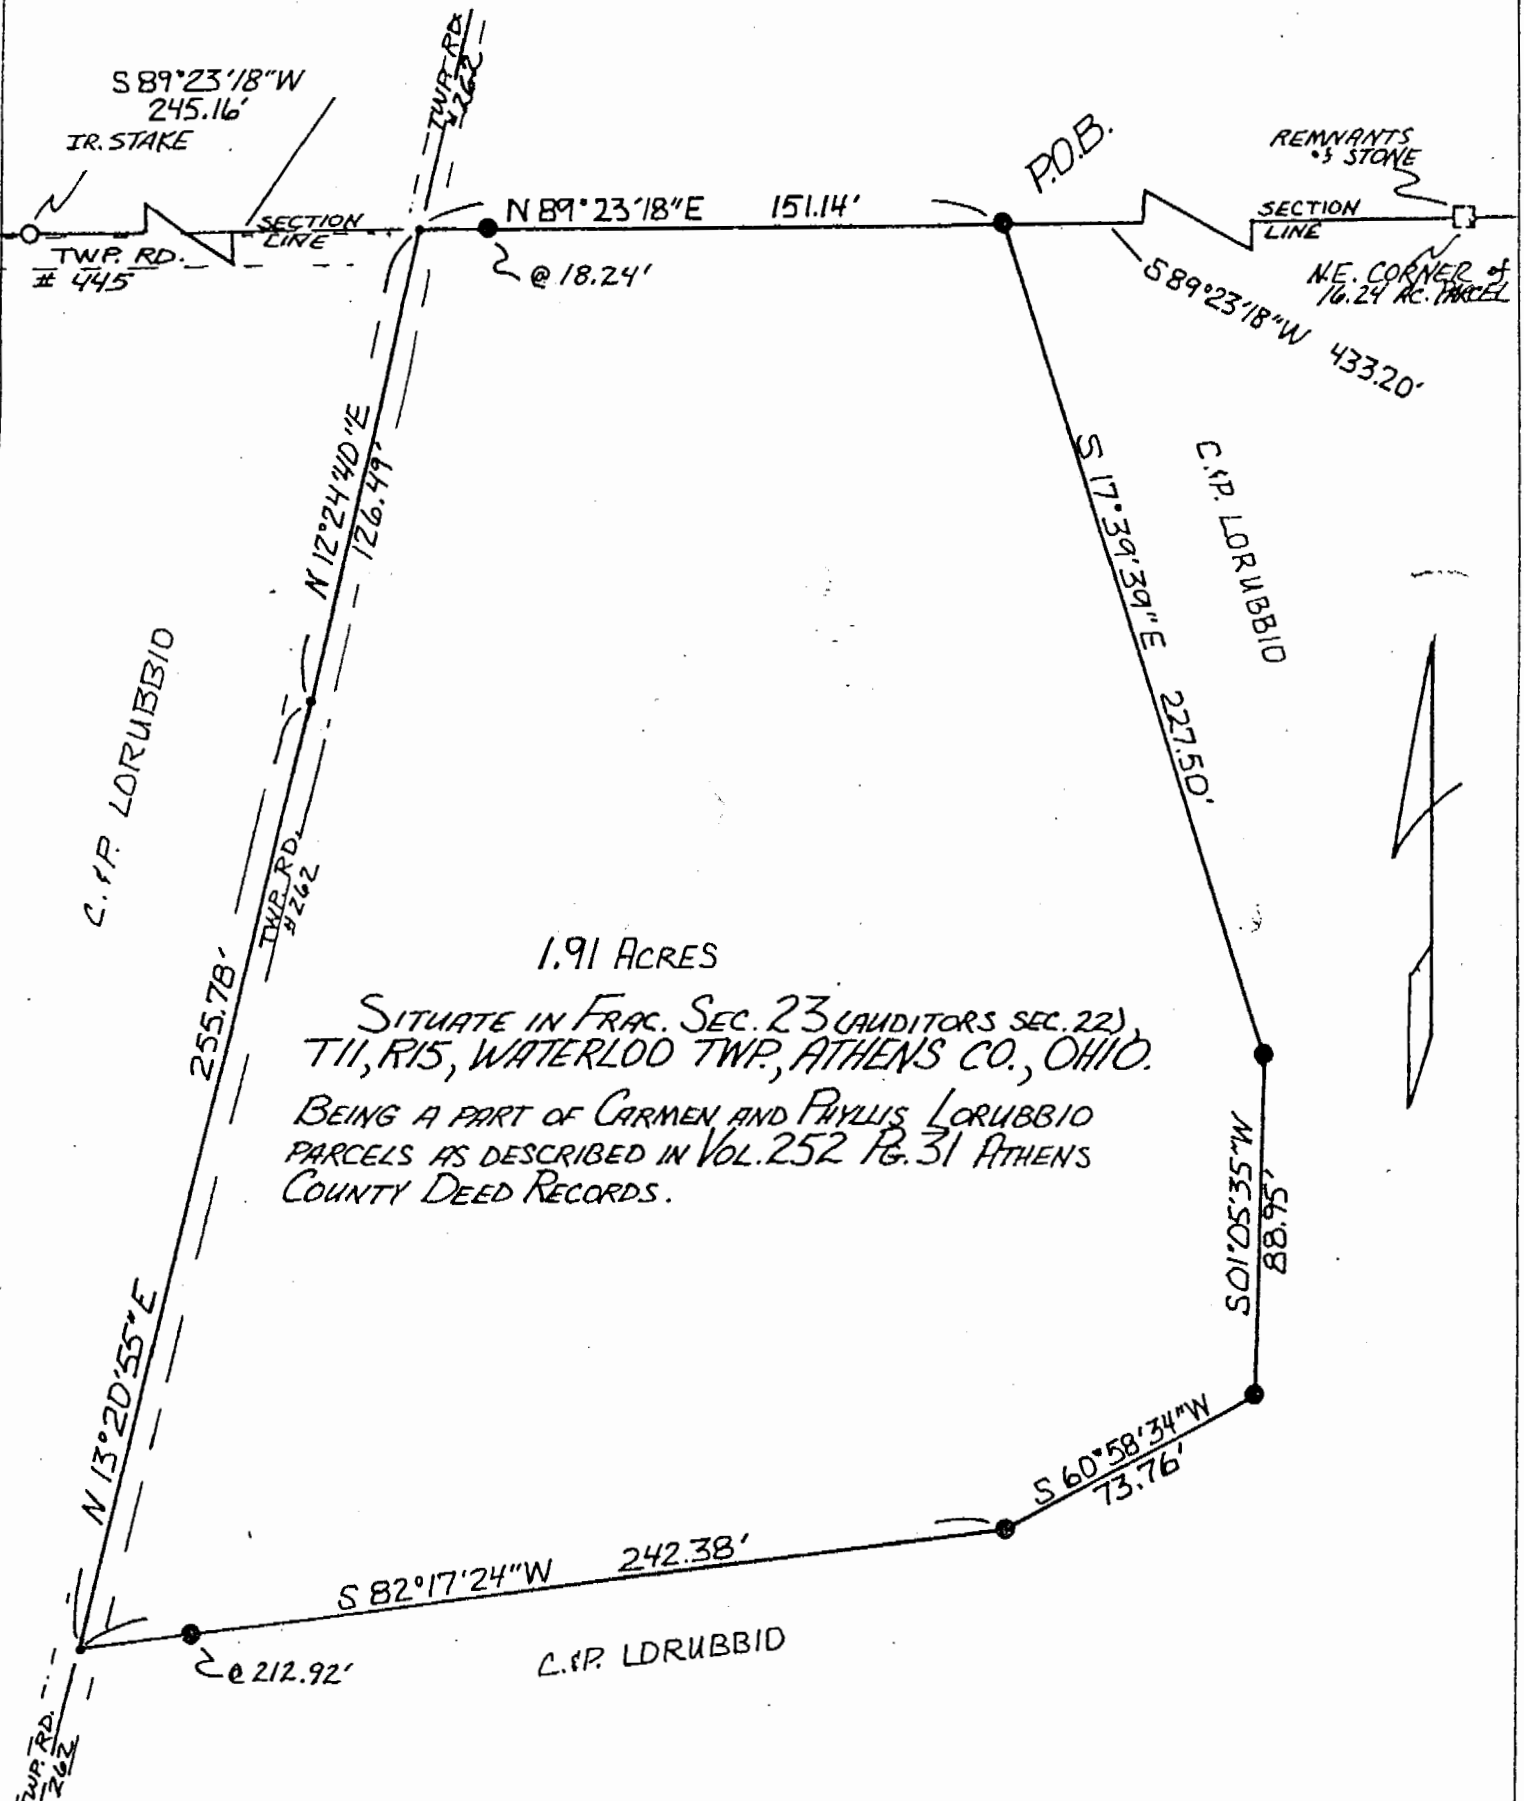 TWP. RD.
#262
S 89°23'18"W
245.16'
IR. STAKE
P.O.B.
REMNANTS
of STONE
N 89°23'18"E 151.14'
SECTION
LINE
SECTION
LINE
TWP. RD.
# 445
@ 18.24'
N.E. CORNER of
16.24 AC. PARCEL
S 89°23'18"W 433.20'
N 12°24'40"E
126.49'
S 17°39'39"E 227.50'
C.&P. LORUBBIO
C.&P. LORUBBIO
TWP. RD.
#262
255.78'
N 13°20'55"E
1.91 ACRES
SITUATE IN FRAC. SEC. 23 (AUDITORS SEC. 22),
T11, R15, WATERLOO TWP., ATHENS CO., OHIO.
BEING A PART OF CARMEN AND PHYLLIS LORUBBIO
PARCELS AS DESCRIBED IN VOL. 252 PG. 31 ATHENS
COUNTY DEED RECORDS.
S 01°05'35"W
88.95'
S 60°58'34"W
73.76'
S 82°17'24"W 242.38'
@ 212.92'
C.&P. LORUBBIO
TWP. RD.
262